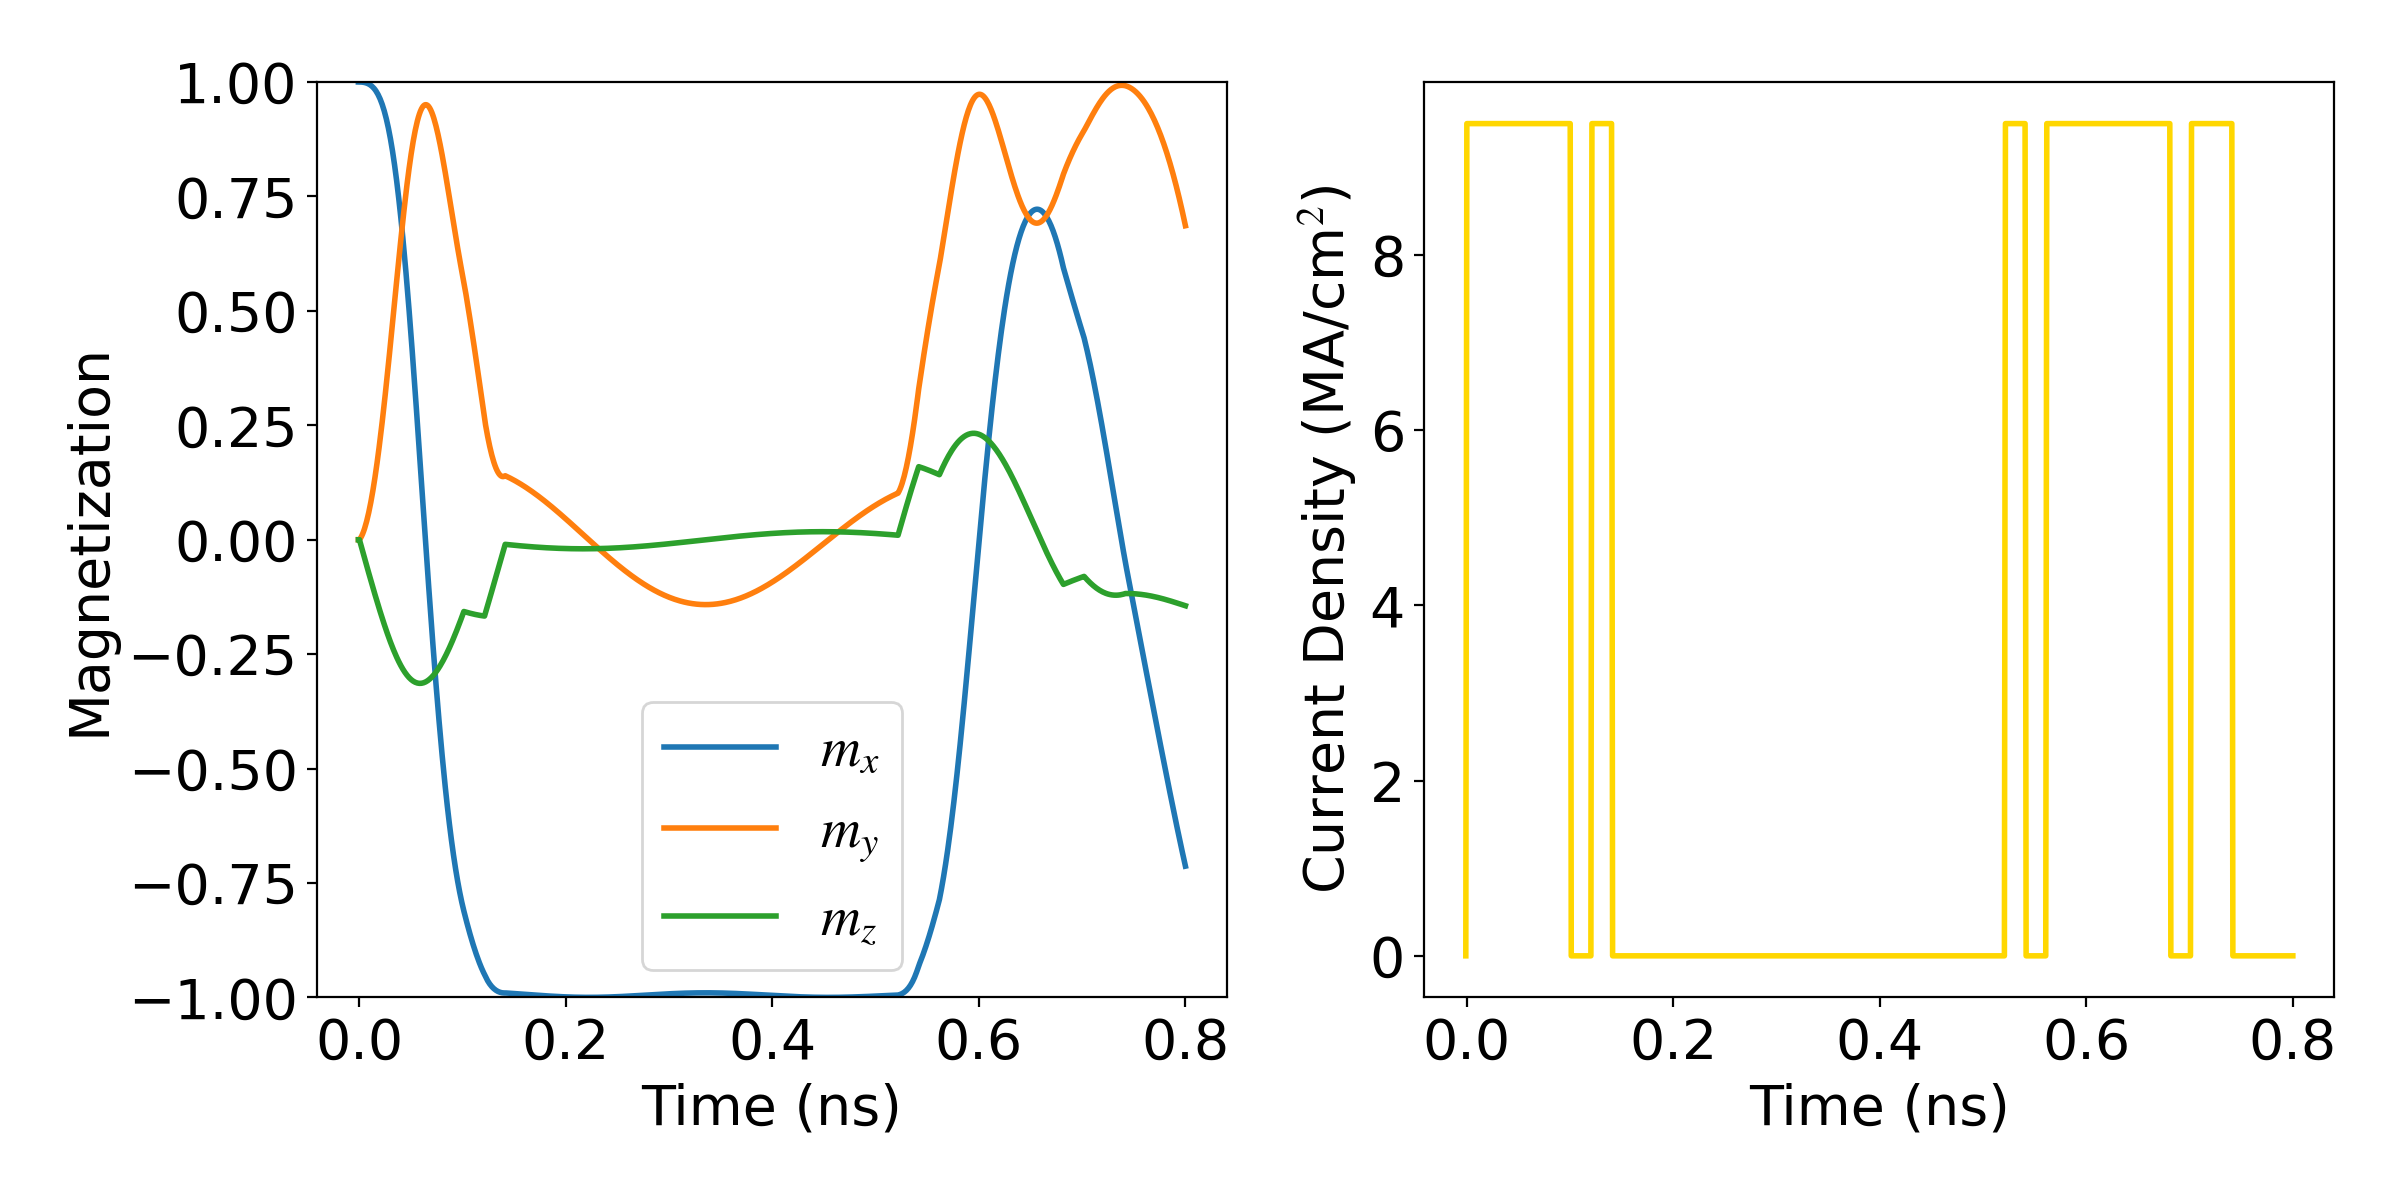 1.00
0.75
0.50
0.25
0.00
−0.25
−0.50
−0.75
−1.00
Magnetization
0.0 0.2 0.4 0.6 0.8
Time (ns)
m_x
m_y
m_z
8
6
4
2
0
Current Density (MA/cm²)
0.0 0.2 0.4 0.6 0.8
Time (ns)